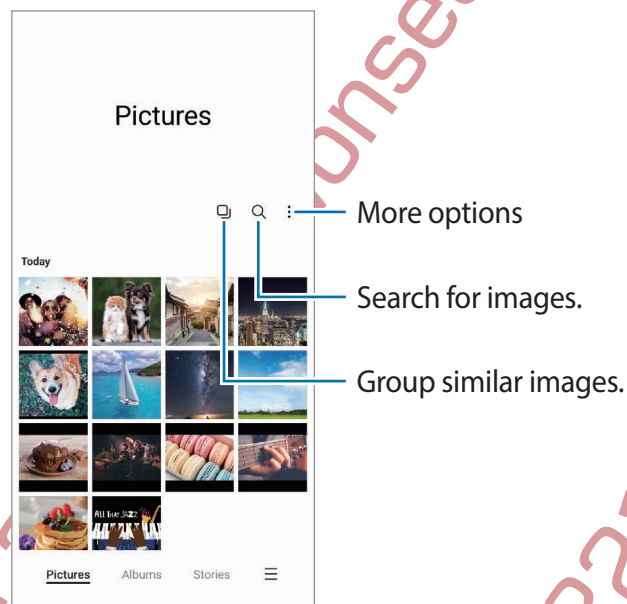 Pictures
More options
Today
Search for images.
Group similar images.
ALL THAT JAZZ
Pictures Albums Stories